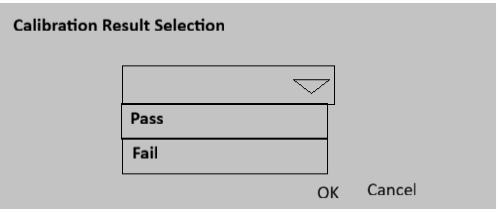 Calibration Result Selection
Pass
Fail
OK Cancel